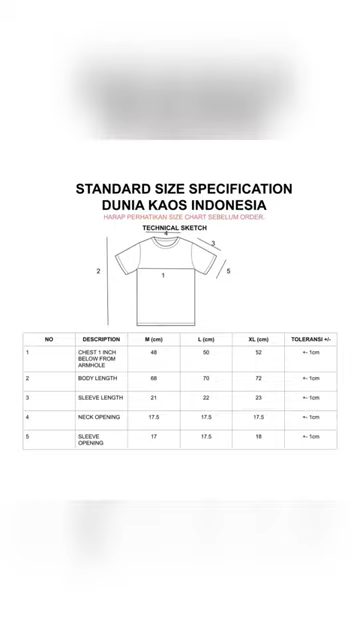 STANDARD SIZE SPECIFICATION
DUNIA KAOS INDONESIA
HARAP PERHATIKAN SIZE CHART SEBELUM ORDER.
TECHNICAL SKETCH
4
3
2
1
5
NO DESCRIPTION M (cm) L (cm) XL (cm) TOLERANSI +/-
1 CHEST 1 INCH 48 50 52 +- 1cm
BELOW FROM
ARMHOLE
2 BODY LENGTH 68 70 72 +- 1cm
3 SLEEVE LENGTH 21 22 23 +- 1cm
4 NECK OPENING 17.5 17.5 17.5 +- 1cm
5 SLEEVE 17 17.5 18 +- 1cm
OPENING